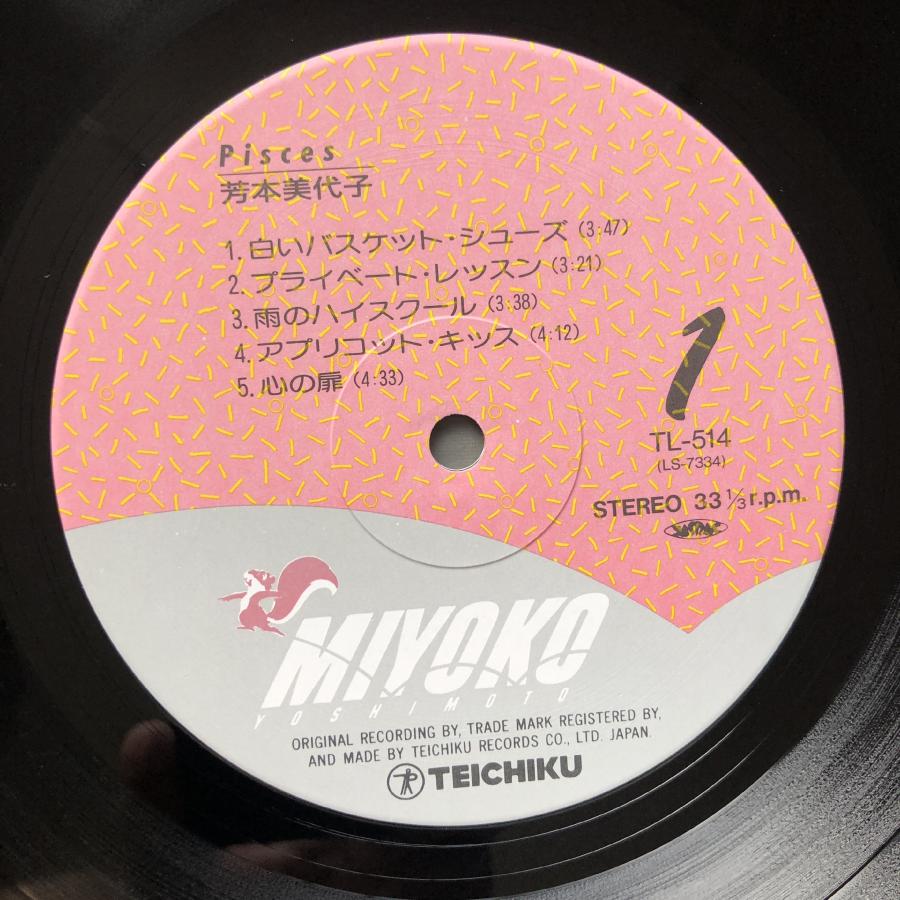 Pisces
芳本美代子
1. 白いバスケット・シューズ (3:47)
2. プライベート・レッスン (3:21)
3. 雨のハイスクール (3:38)
4. アプリコット・キッス (4:12)
5. 心の扉 (4:33)
1
TL-514
(LS-7334)
STEREO 33 1/3 r.p.m.
JASRAC
MIYOKO
YOSHIMOTO
ORIGINAL RECORDING BY, TRADE MARK REGISTERED BY,
AND MADE BY TEICHIKU RECORDS CO., LTD. JAPAN.
TEICHIKU